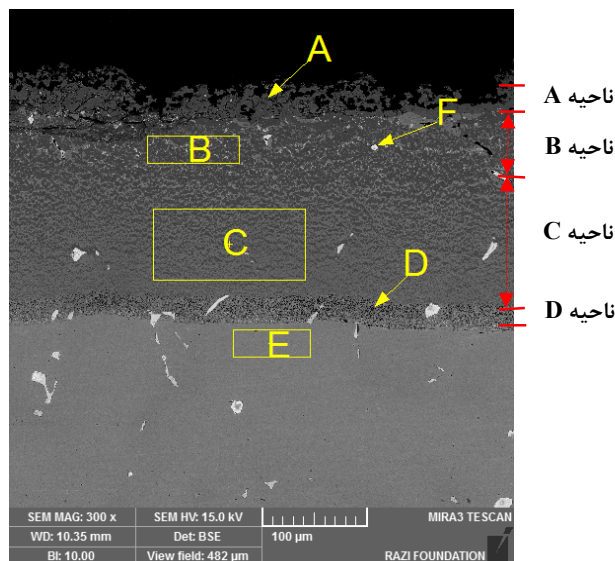 A
F
B
C
D
E
ناحیه A
ناحیه B
ناحیه C
ناحیه D
SEM MAG: 300 x
SEM HV: 15.0 kV
MIRA3 TESCAN
WD: 10.35 mm
Det: BSE
100 µm
BI: 10.00
View field: 482 µm
RAZI FOUNDATION